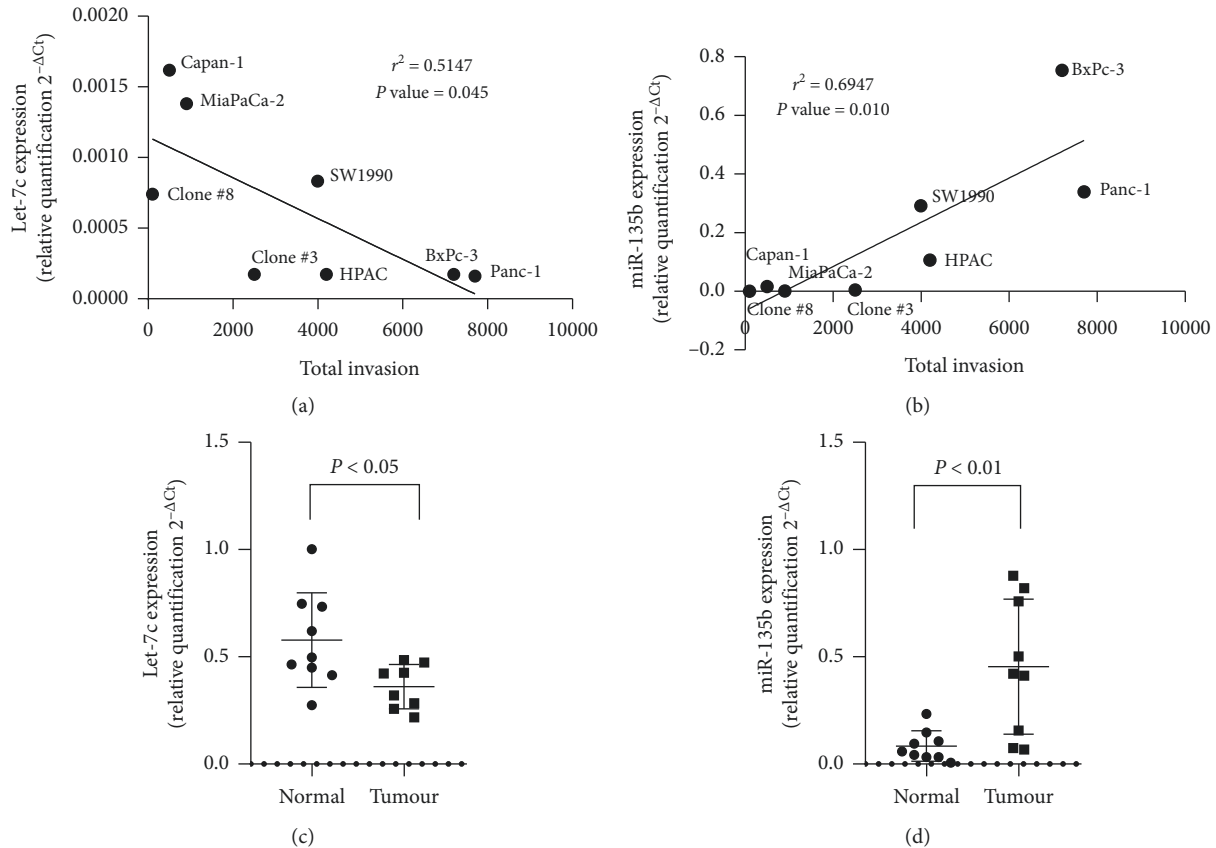 Let-7c expression
(relative quantification 2^−ΔCt)
0.0020
0.0015
0.0010
0.0005
0.0000
Capan-1
MiaPaCa-2
Clone #8
SW1990
Clone #3
HPAC
BxPc-3
Panc-1
r² = 0.5147
P value = 0.045
0 2000 4000 6000 8000 10000
Total invasion
(a)
miR-135b expression
(relative quantification 2^−ΔCt)
0.8
0.6
0.4
0.2
0.0
−0.2
r² = 0.6947
P value = 0.010
BxPc-3
Panc-1
SW1990
HPAC
Capan-1
MiaPaCa-2
Clone #8
Clone #3
0 2000 4000 6000 8000 10000
Total invasion
(b)
Let-7c expression
(relative quantification 2^−ΔCt)
1.5
1.0
0.5
0.0
P < 0.05
Normal Tumour
(c)
miR-135b expression
(relative quantification 2^−ΔCt)
1.5
1.0
0.5
0.0
P < 0.01
Normal Tumour
(d)